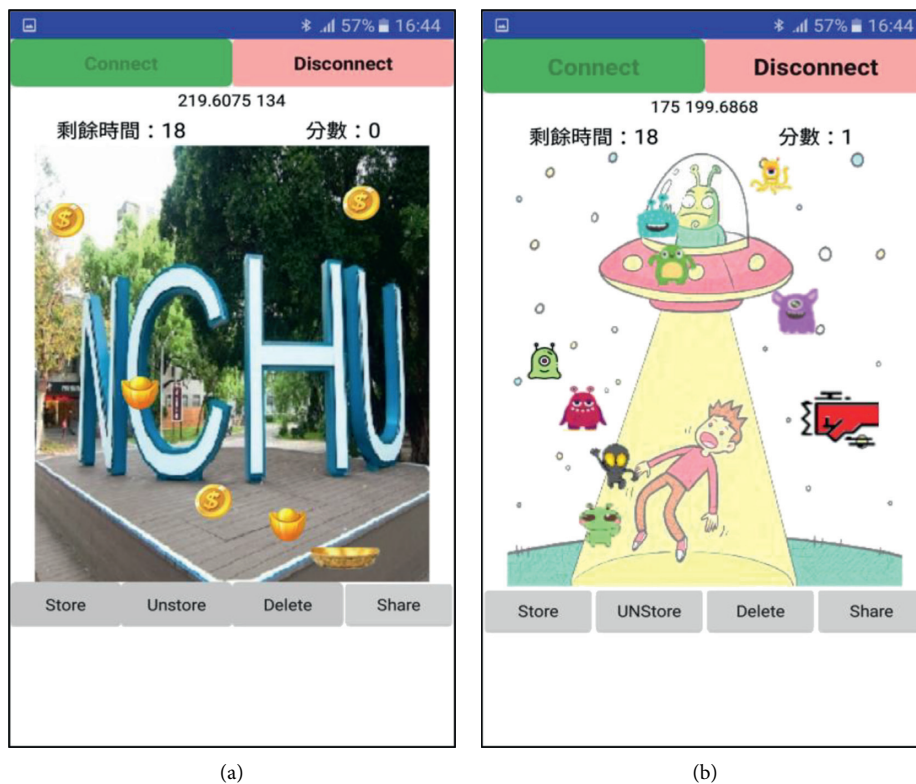 57% 16:44
Connect Disconnect
219.6075 134
剩餘時間：18 分數：0
NCHU
Store Unstore Delete Share
(a)
57% 16:44
Connect Disconnect
175 199.6868
剩餘時間：18 分數：1
Store UNStore Delete Share
(b)